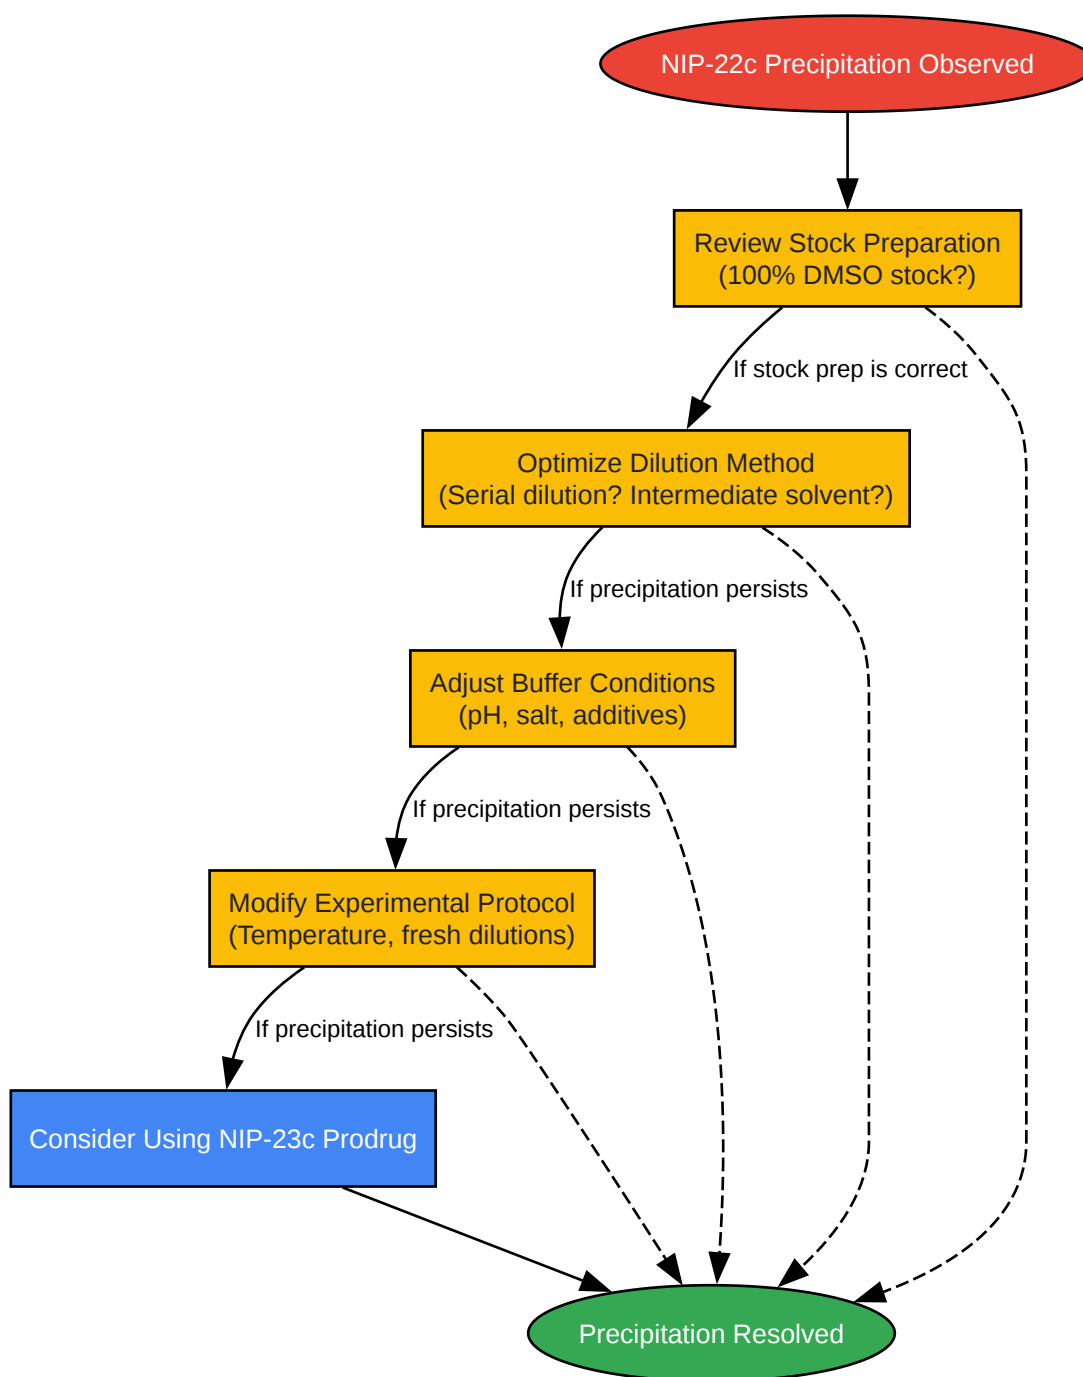 NIP-22c Precipitation Observed
Review Stock Preparation
(100% DMSO stock?)
If stock prep is correct
Optimize Dilution Method
(Serial dilution? Intermediate solvent?)
If precipitation persists
Adjust Buffer Conditions
(pH, salt, additives)
If precipitation persists
Modify Experimental Protocol
(Temperature, fresh dilutions)
If precipitation persists
Consider Using NIP-23c Prodrug
Precipitation Resolved